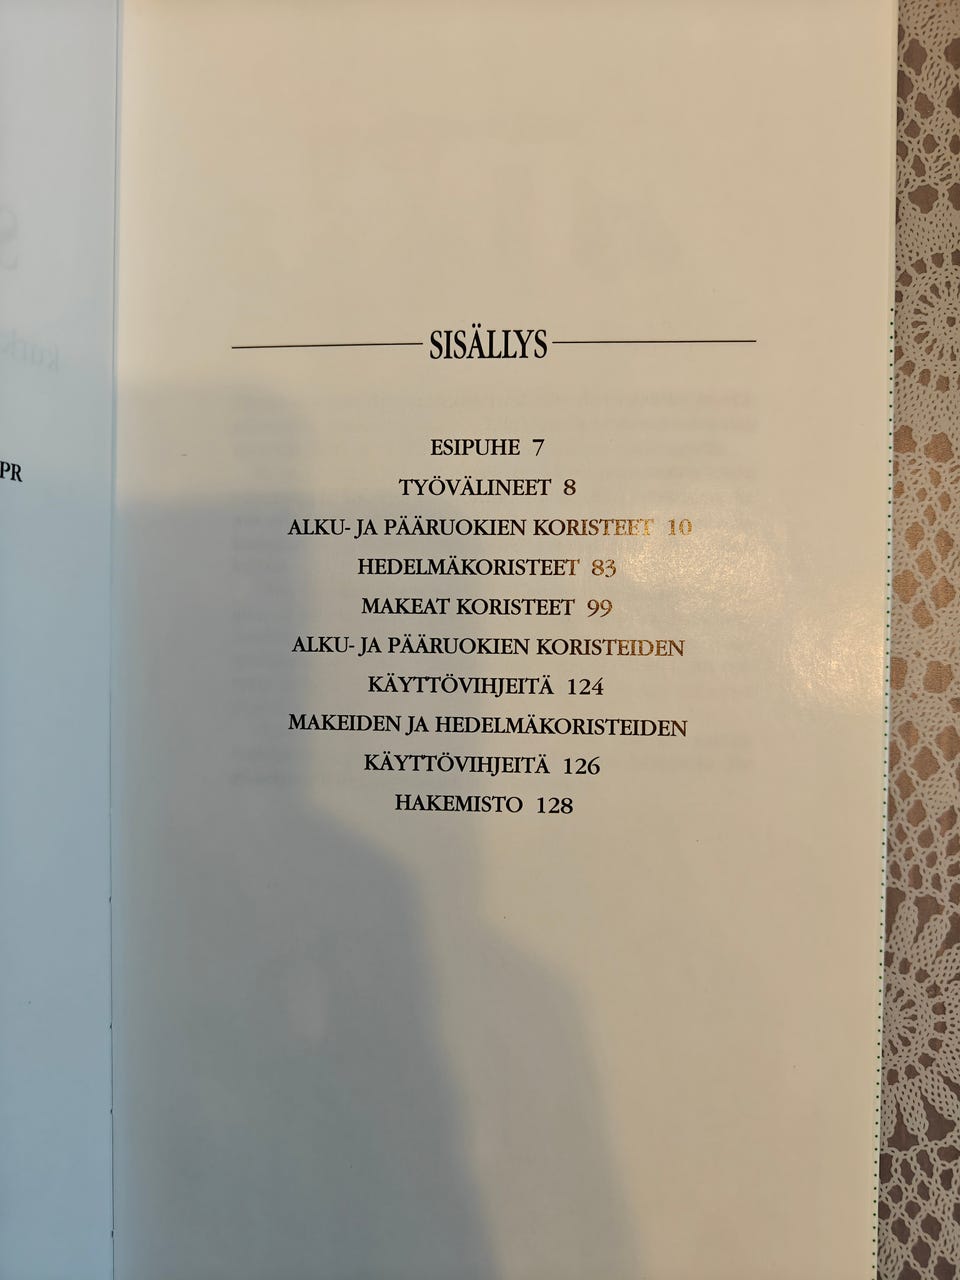 PR
SISÄLLYS
ESIPUHE 7
TYÖVÄLINEET 8
ALKU- JA PÄÄRUOKIEN KORISTEET 10
HEDELMÄKORISTEET 83
MAKEAT KORISTEET 99
ALKU- JA PÄÄRUOKIEN KORISTEIDEN
KÄYTTÖVIHJEITÄ 124
MAKEIDEN JA HEDELMÄKORISTEIDEN
KÄYTTÖVIHJEITÄ 126
HAKEMISTO 128